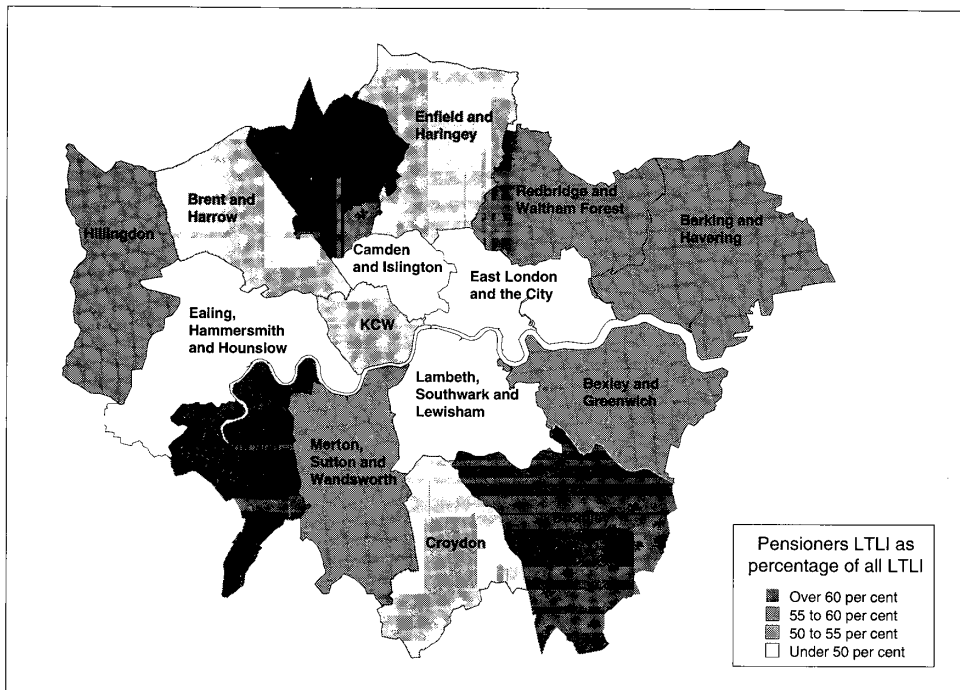 Enfield and
Haringey
Redbridge and
Waltham Forest
Brent and
Harrow
Barking and
Havering
Hillingdon
Camden
and Islington
East London
and the City
Ealing,
Hammersmith
and Hounslow
KCW
Lambeth,
Southwark and
Lewisham
Bexley and
Greenwich
Merton,
Sutton and
Wandsworth
Croydon
Pensioners LTLI as
percentage of all LTLI
Over 60 per cent
55 to 60 per cent
50 to 55 per cent
Under 50 per cent